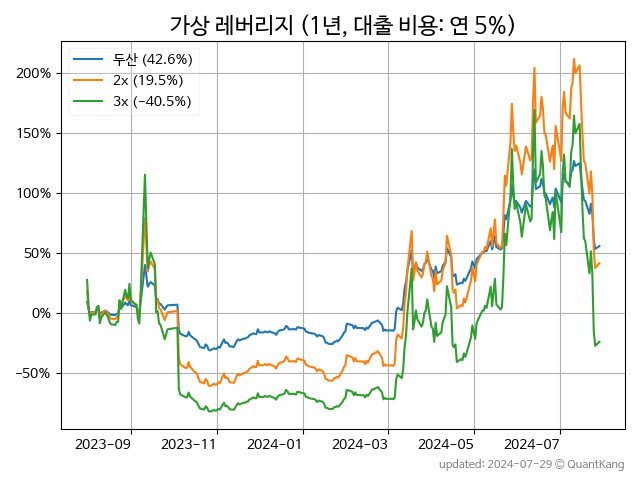 가상 레버리지 (1년, 대출 비용: 연 5%)
두산 (42.6%)
2x (19.5%)
3x (−40.5%)
200%
150%
100%
50%
0%
−50%
2023-09
2023-11
2024-01
2024-03
2024-05
2024-07
updated: 2024-07-29 © QuantKang